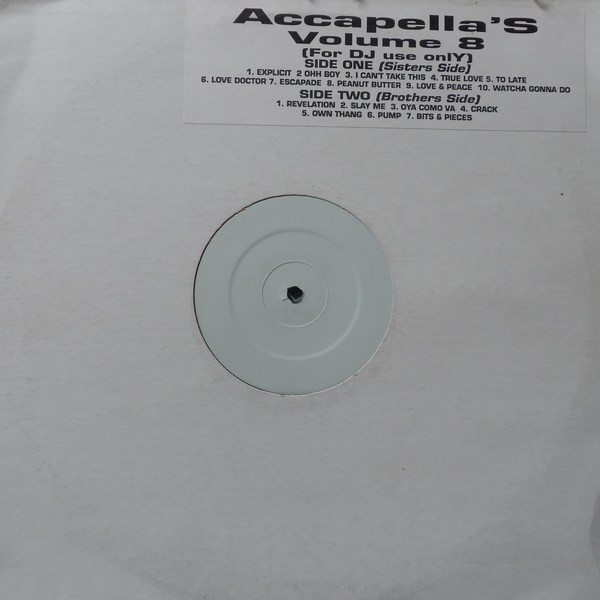 Accapella'S
Volume 8
(For DJ use onlY)
SIDE ONE (Sisters Side)
1. EXPLICIT 2 OHH BOY 3. I CAN'T TAKE THIS 4. TRUE LOVE 5. TO LATE
6. LOVE DOCTOR 7. ESCAPADE 8. PEANUT BUTTER 9. LOVE & PEACE 10. WATCHA GONNA DO
SIDE TWO (Brothers Side)
1. REVELATION 2. SLAY ME 3. OYA COMO VA 4. CRACK
5. OWN THANG 6. PUMP 7. BITS & PIECES